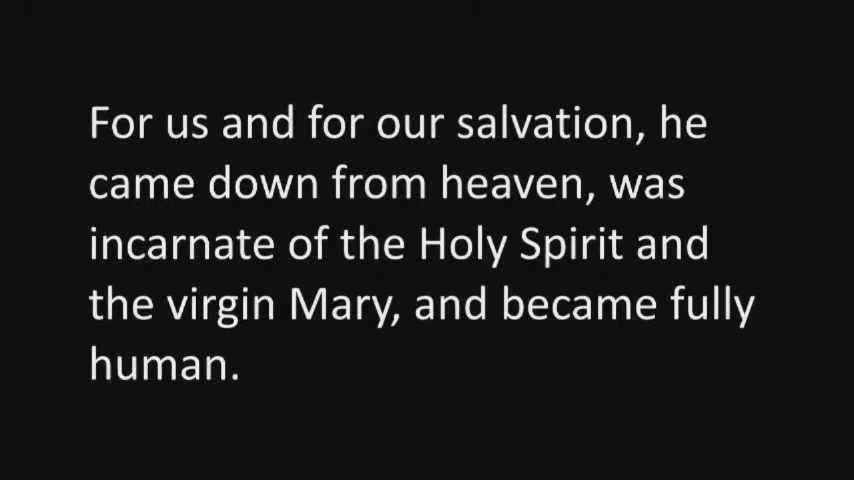 For us and for our salvation, he
came down from heaven, was
incarnate of the Holy Spirit and
the virgin Mary, and became fully
human.